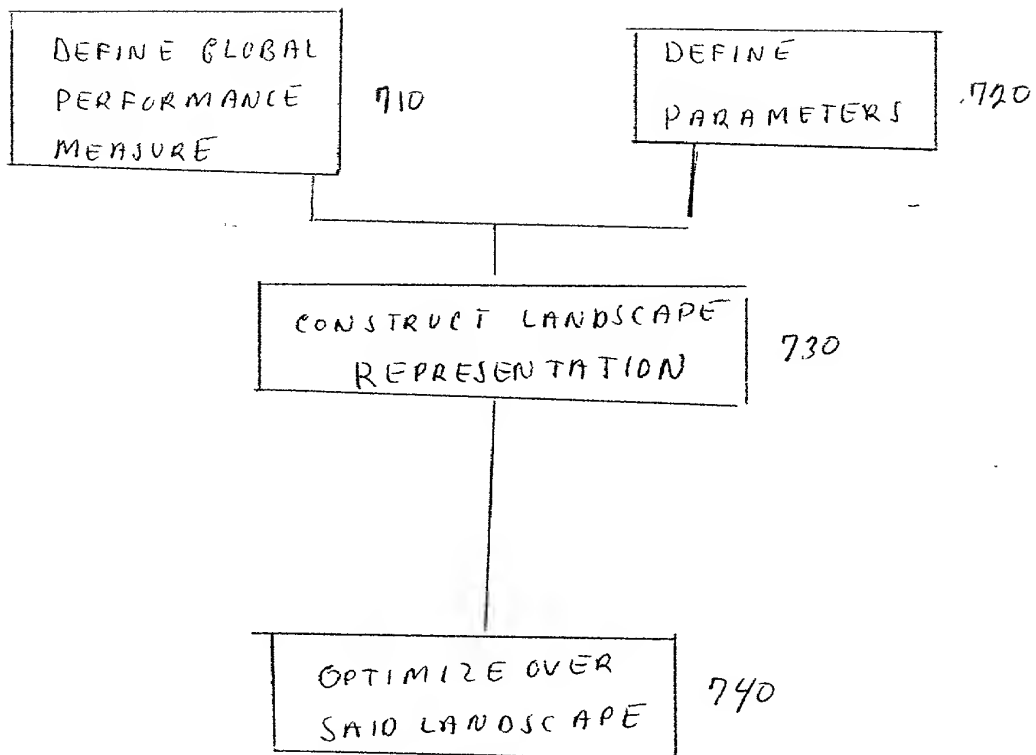 DEFINE GLOBAL
PERFORMANCE
MEASURE
710
DEFINE
PARAMETERS
720
CONSTRUCT LANDSCAPE
REPRESENTATION
730
OPTIMIZE OVER
SAID LANDSCAPE
740